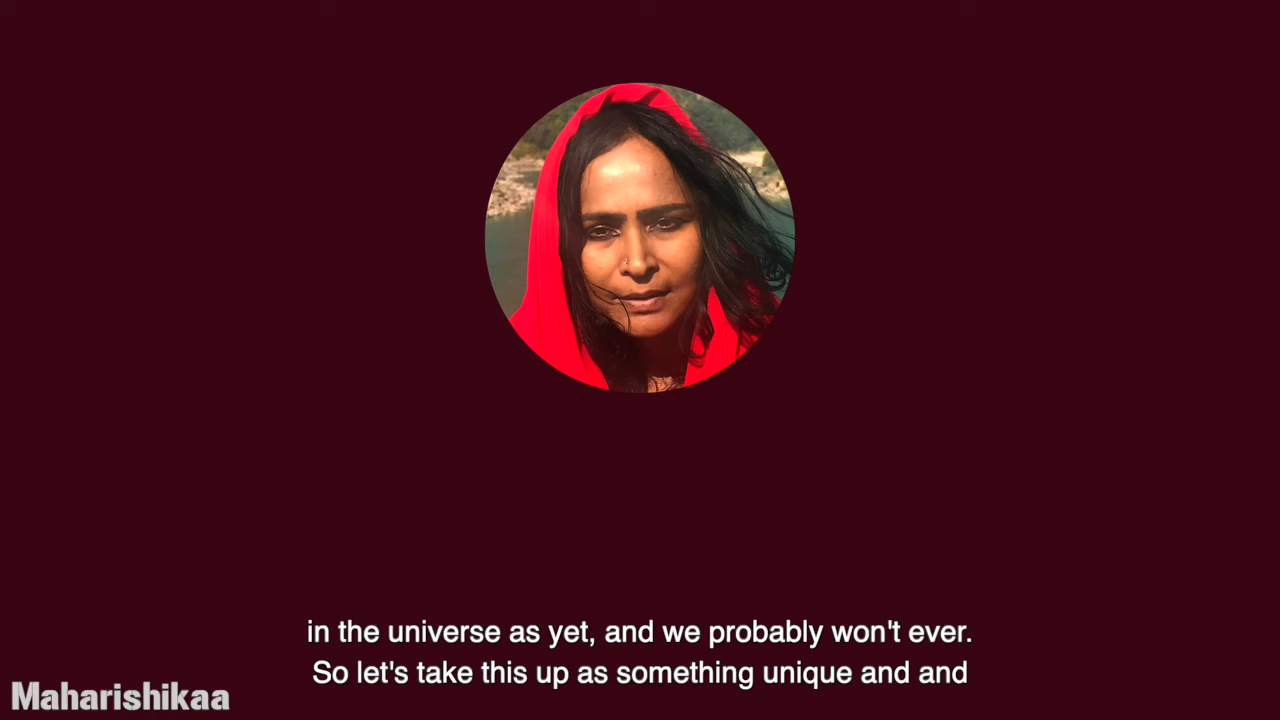 in the universe as yet, and we probably won't ever.
So let's take this up as something unique and and
Maharishikaa